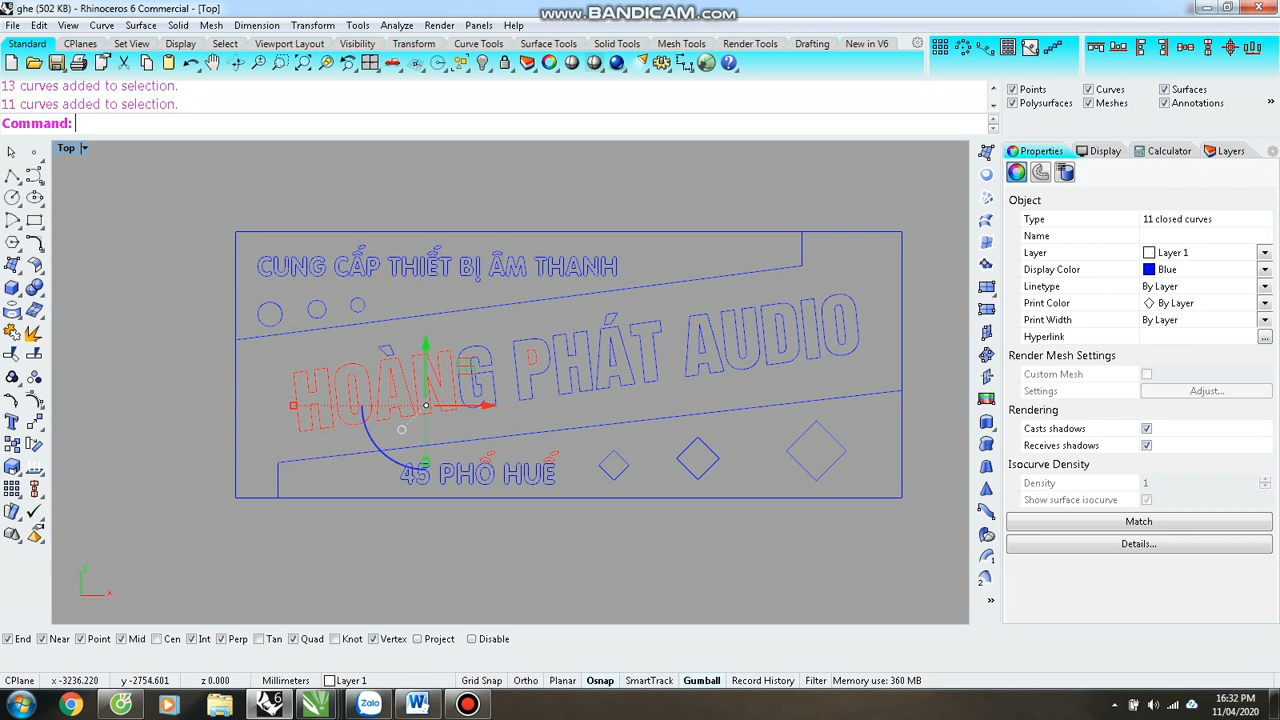 ghe (502 KB) - Rhinoceros 6 Commercial - [Top]
www.BANDICAM.com
File Edit View Curve Surface Solid Mesh Dimension Transform Tools Analyze Render Panels Help
Standard CPlanes Set View Display Select Viewport Layout Visibility Transform Curve Tools Surface Tools Solid Tools Mesh Tools Render Tools Drafting New in V6
13 curves added to selection.
11 curves added to selection.
Command:
Points Curves Surfaces
Polysurfaces Meshes Annotations
Top
Properties Display Calculator Layers
Object
Type 11 closed curves
Name
Layer Layer 1
Display Color Blue
Linetype By Layer
Print Color By Layer
Print Width By Layer
Hyperlink ...
Render Mesh Settings
Custom Mesh
Settings Adjust...
Rendering
Casts shadows
Receives shadows
Isocurve Density
Density 1
Show surface isocurve
Match
Details...
CUNG CẤP THIẾT BỊ ÂM THANH
HOÀNG PHÁT AUDIO
45 PHỐ HUẾ
y
x
End Near Point Mid Cen Int Perp Tan Quad Knot Vertex Project Disable
CPlane x -3236.220 y -2754.601 z 0.000 Millimeters Layer 1 Grid Snap Ortho Planar Osnap SmartTrack Gumball Record History Filter Memory use: 360 MB
Zalo
16:32 PM
11/04/2020